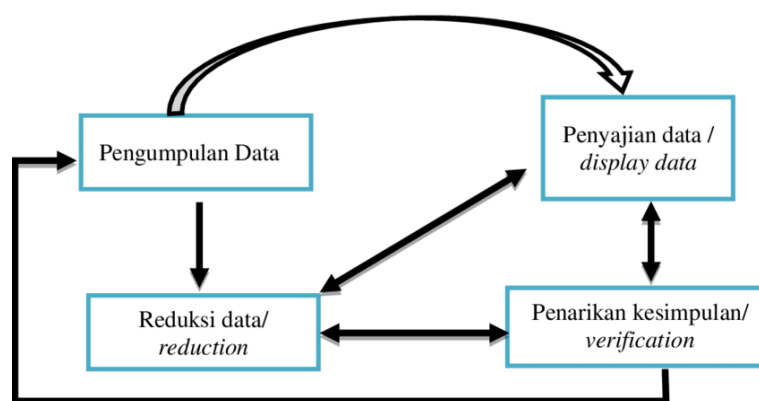 Pengumpulan Data
Penyajian data /
display data
Reduksi data/
reduction
Penarikan kesimpulan/
verification